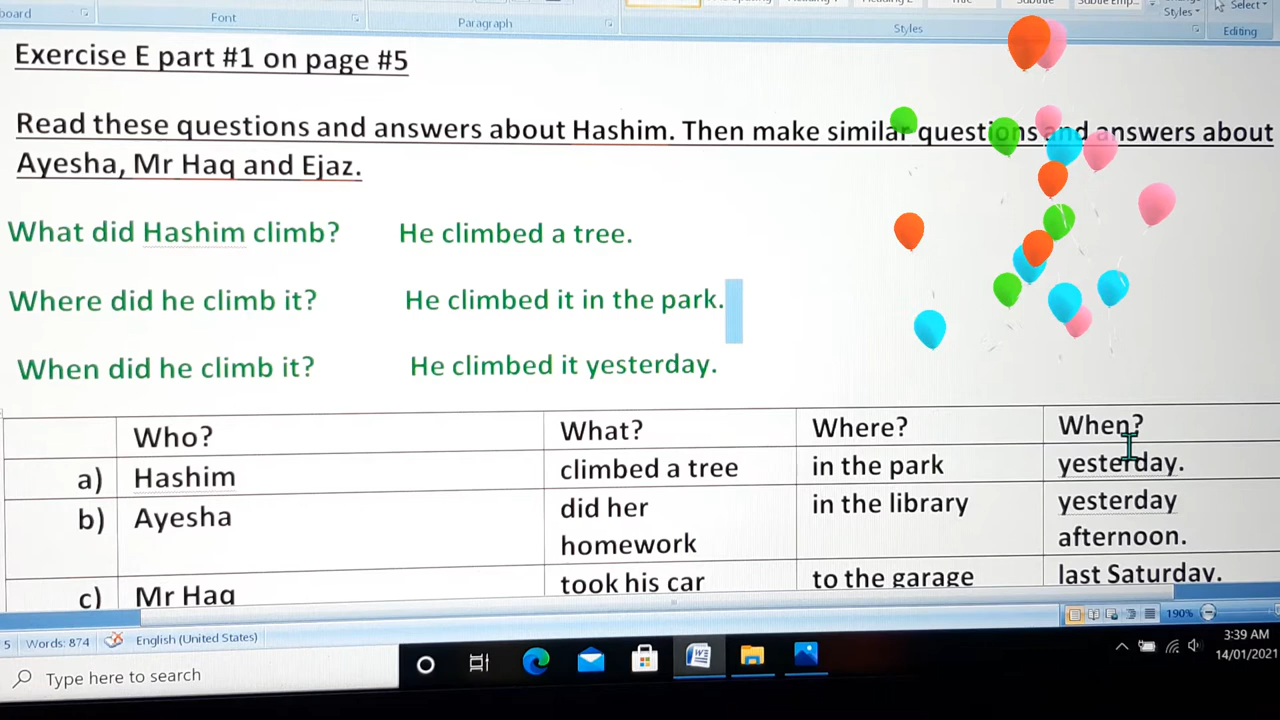 board
Font
Paragraph
Styles
Styles
Select
Editing
Exercise E part #1 on page #5
Read these questions and answers about Hashim. Then make similar questions and answers about
Ayesha, Mr Haq and Ejaz.
What did Hashim climb? He climbed a tree.
Where did he climb it? He climbed it in the park.
When did he climb it? He climbed it yesterday.
Who? What? Where? When?
a) Hashim climbed a tree in the park yesterday.
b) Ayesha did her in the library yesterday
homework afternoon.
c) Mr Haq took his car to the garage last Saturday.
5 Words: 874 English (United States) 190%
Type here to search
3:39 AM
14/01/2021